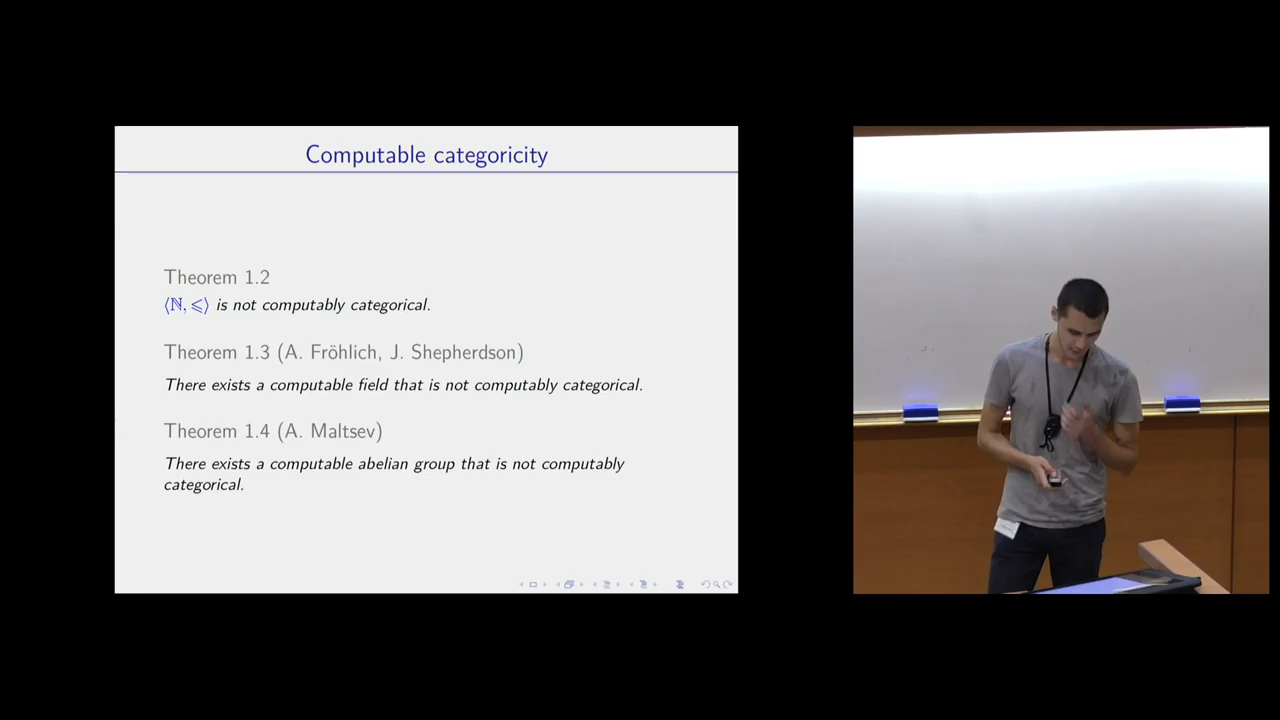 Computable categoricity
Theorem 1.2
⟨ℕ, ⩽⟩ is not computably categorical.
Theorem 1.3 (A. Fröhlich, J. Shepherdson)
There exists a computable field that is not computably categorical.
Theorem 1.4 (A. Maltsev)
There exists a computable abelian group that is not computably
categorical.